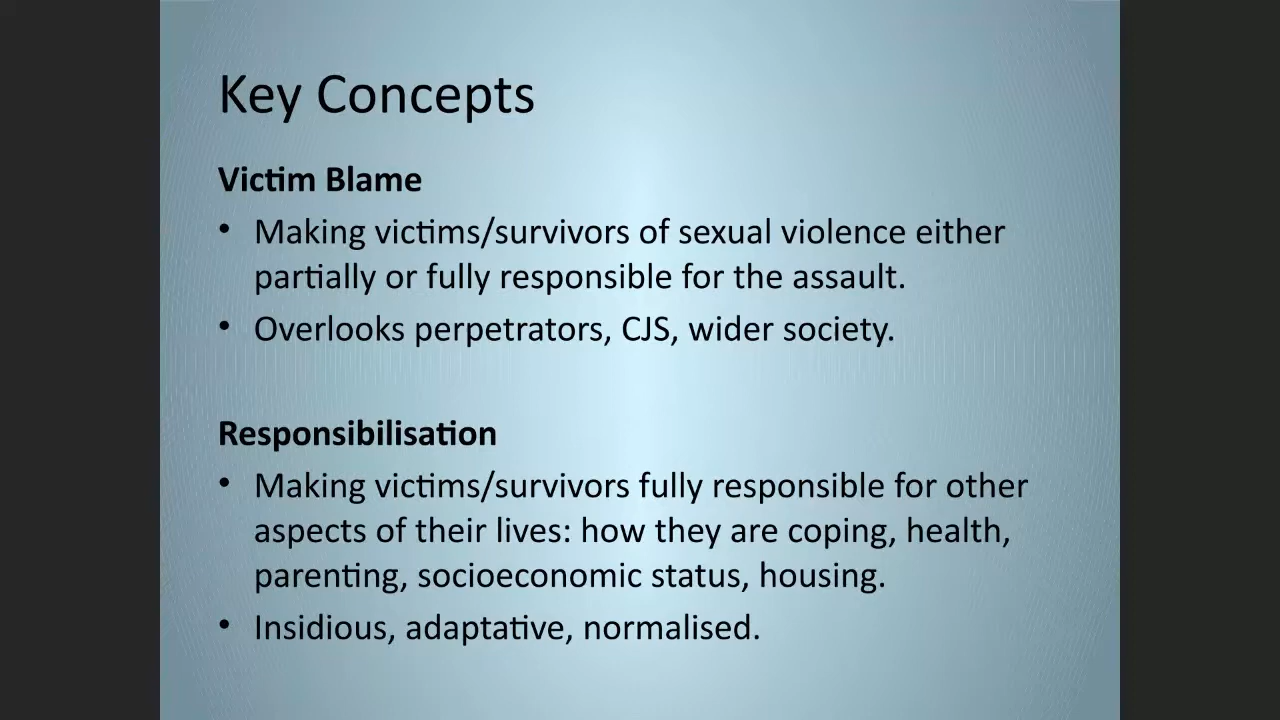 Key Concepts
Victim Blame
• Making victims/survivors of sexual violence either
partially or fully responsible for the assault.
• Overlooks perpetrators, CJS, wider society.
Responsibilisation
• Making victims/survivors fully responsible for other
aspects of their lives: how they are coping, health,
parenting, socioeconomic status, housing.
• Insidious, adaptative, normalised.